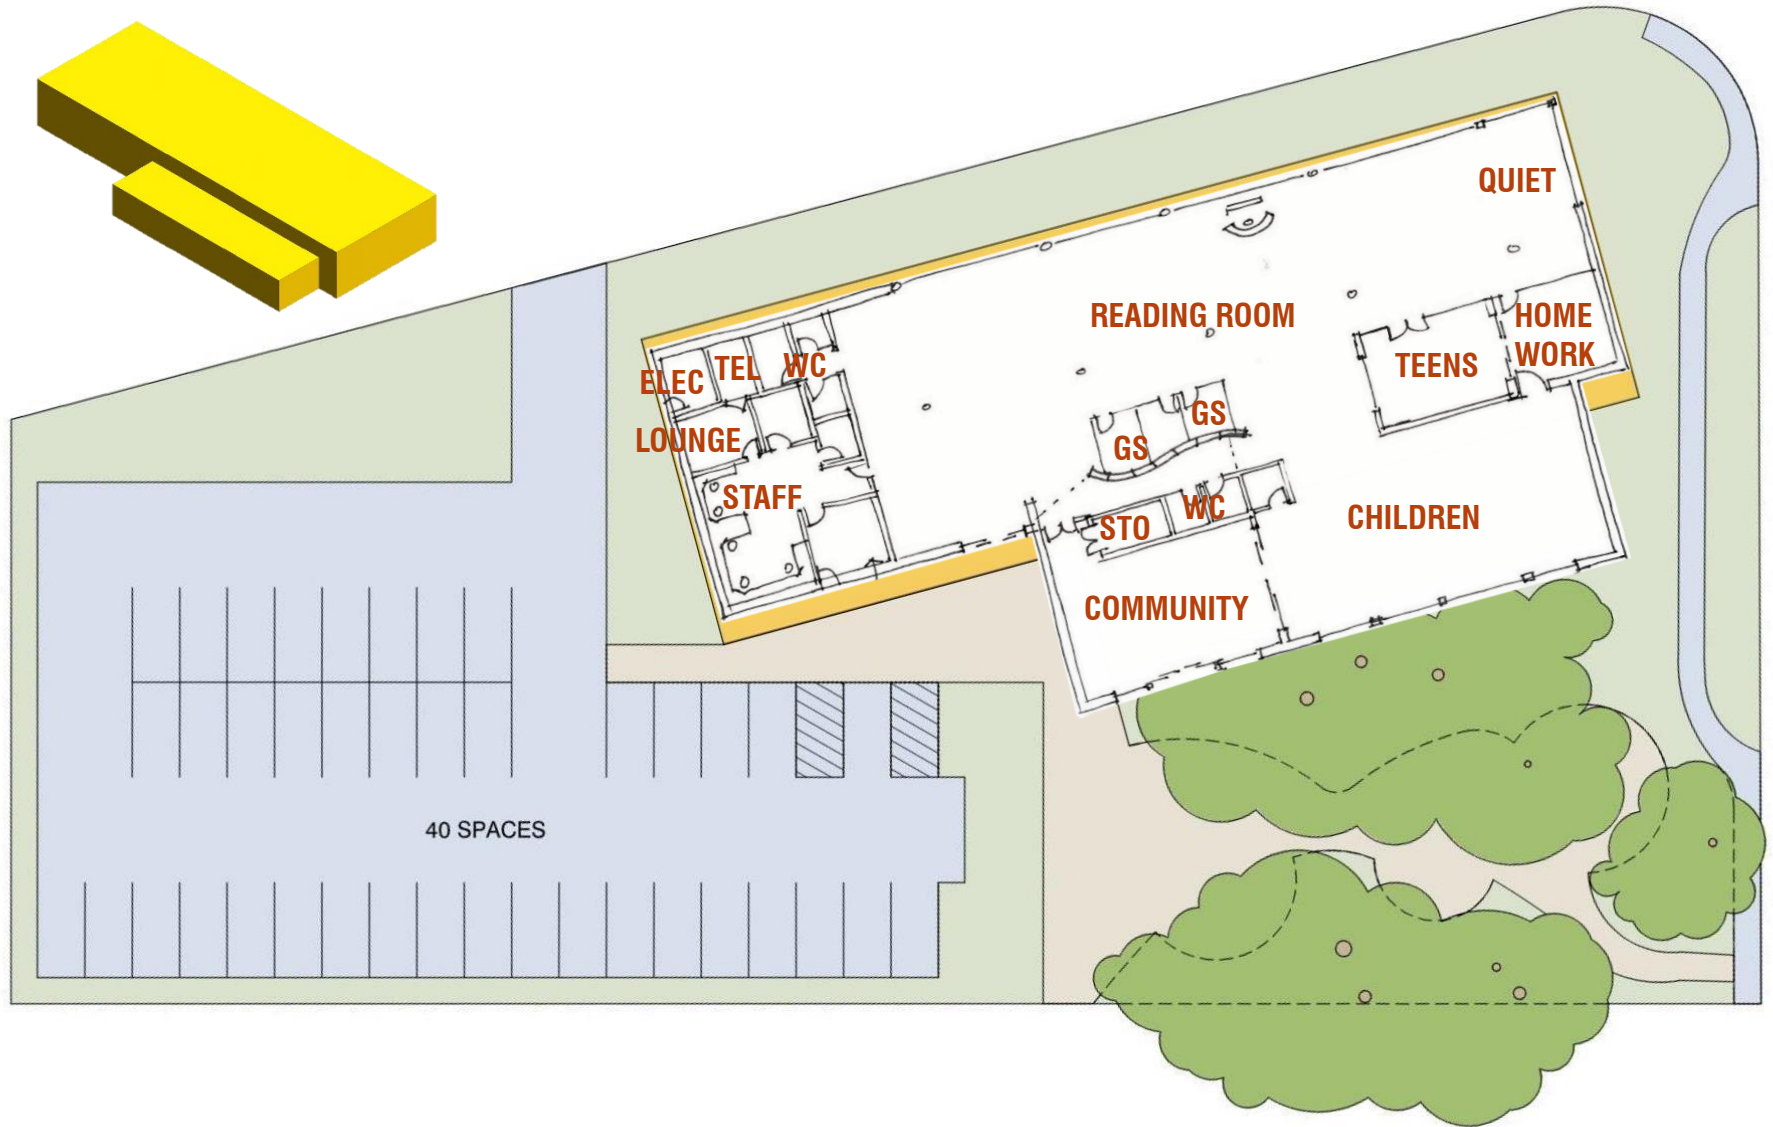 QUIET
READING ROOM
HOME
WORK
TEENS
ELEC
TEL
WC
LOUNGE
GS
GS
STAFF
STO
WC
CHILDREN
COMMUNITY
40 SPACES